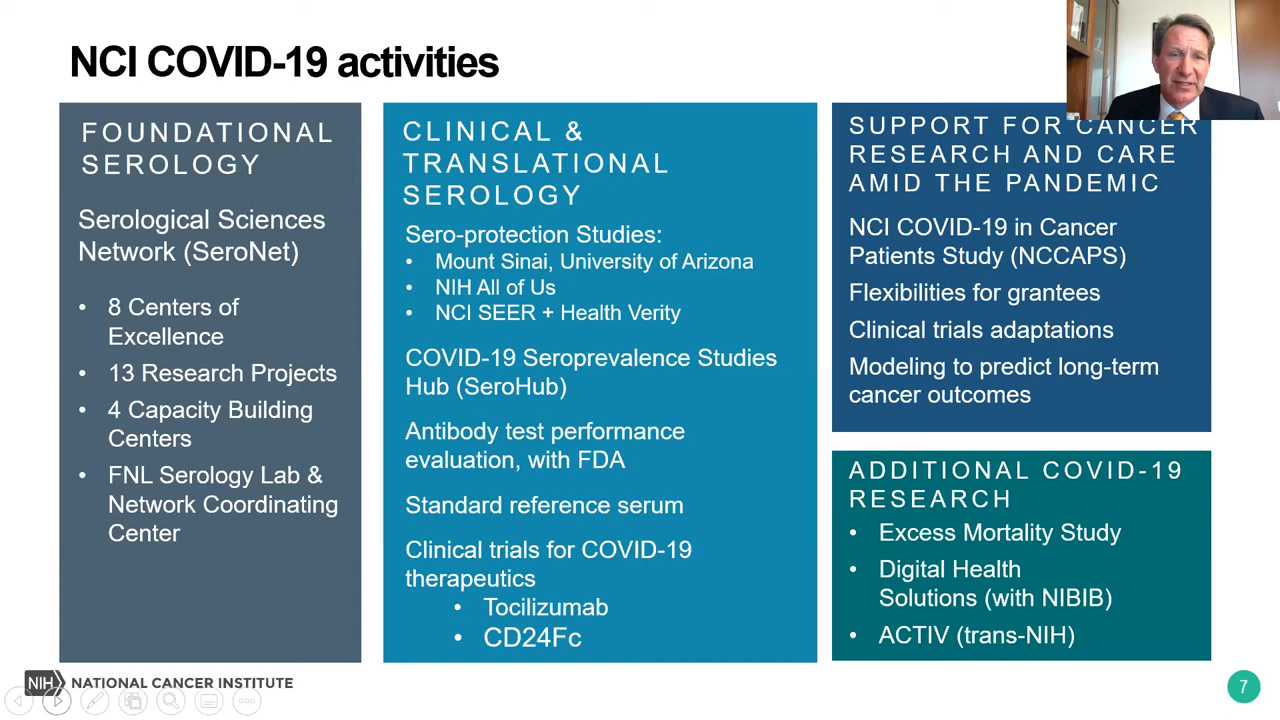 NCI COVID-19 activities
FOUNDATIONAL
SEROLOGY
Serological Sciences
Network (SeroNet)
• 8 Centers of
Excellence
• 13 Research Projects
• 4 Capacity Building
Centers
• FNL Serology Lab &
Network Coordinating
Center
CLINICAL &
TRANSLATIONAL
SEROLOGY
Sero-protection Studies:
• Mount Sinai, University of Arizona
• NIH All of Us
• NCI SEER + Health Verity
COVID-19 Seroprevalence Studies
Hub (SeroHub)
Antibody test performance
evaluation, with FDA
Standard reference serum
Clinical trials for COVID-19
therapeutics
• Tocilizumab
• CD24Fc
SUPPORT FOR CANCER
RESEARCH AND CARE
AMID THE PANDEMIC
NCI COVID-19 in Cancer
Patients Study (NCCAPS)
Flexibilities for grantees
Clinical trials adaptations
Modeling to predict long-term
cancer outcomes
ADDITIONAL COVID-19
RESEARCH
• Excess Mortality Study
• Digital Health
Solutions (with NIBIB)
• ACTIV (trans-NIH)
NIH NATIONAL CANCER INSTITUTE
7